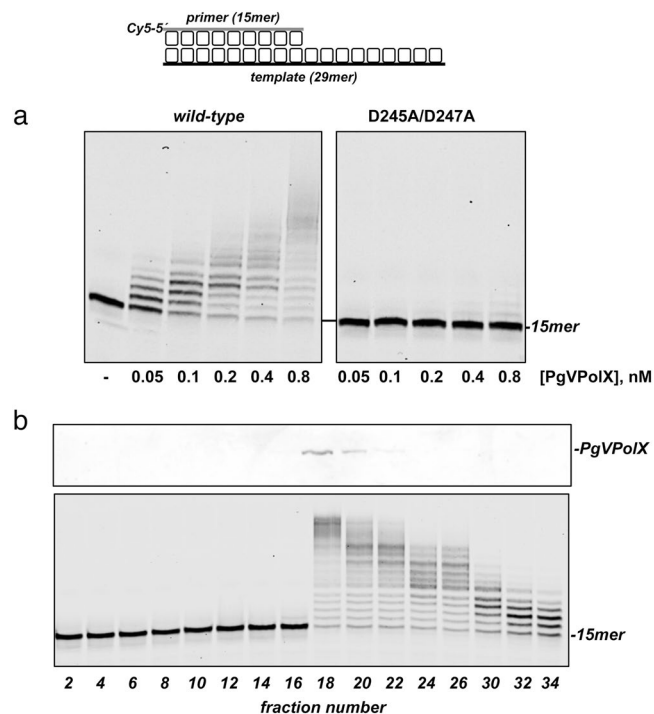 primer (15mer)
Cy5-5´
template (29mer)
a
wild-type D245A/D247A
-15mer
- 0.05 0.1 0.2 0.4 0.8 0.05 0.1 0.2 0.4 0.8 [PgVPolX], nM
b
-PgVPolX
-15mer
2 4 6 8 10 12 14 16 18 20 22 24 26 30 32 34
fraction number